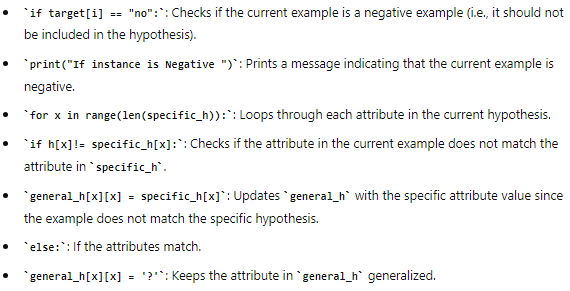 • `if target[i] == "no":`: Checks if the current example is a negative example (i.e., it should not
be included in the hypothesis).
• `print("If instance is Negative ")`: Prints a message indicating that the current example is
negative.
• `for x in range(len(specific_h)):`: Loops through each attribute in the current hypothesis.
• `if h[x]!= specific_h[x]:`: Checks if the attribute in the current example does not match the
attribute in `specific_h`.
• `general_h[x][x] = specific_h[x]`: Updates `general_h` with the specific attribute value since
the example does not match the specific hypothesis.
• `else:`: If the attributes match.
• `general_h[x][x] = '?'`: Keeps the attribute in `general_h` generalized.